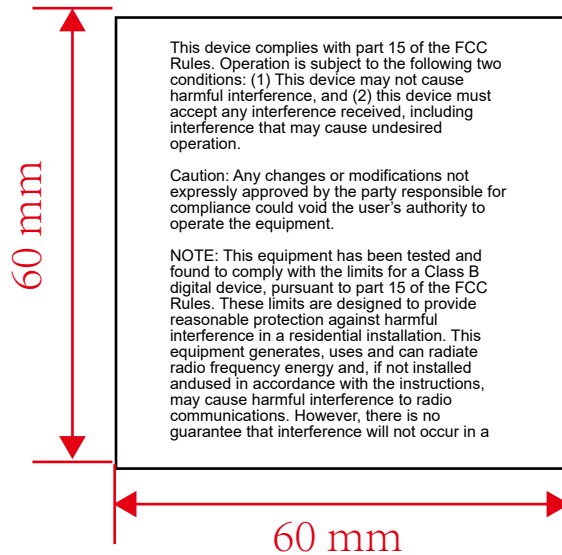 This device complies with part 15 of the FCC
Rules. Operation is subject to the following two
conditions: (1) This device may not cause
harmful interference, and (2) this device must
accept any interference received, including
interference that may cause undesired
operation.
Caution: Any changes or modifications not
expressly approved by the party responsible for
compliance could void the user’s authority to
operate the equipment.
NOTE: This equipment has been tested and
found to comply with the limits for a Class B
digital device, pursuant to part 15 of the FCC
Rules. These limits are designed to provide
reasonable protection against harmful
interference in a residential installation. This
equipment generates, uses and can radiate
radio frequency energy and, if not installed
andused in accordance with the instructions,
may cause harmful interference to radio
communications. However, there is no
guarantee that interference will not occur in a
60 mm
60 mm